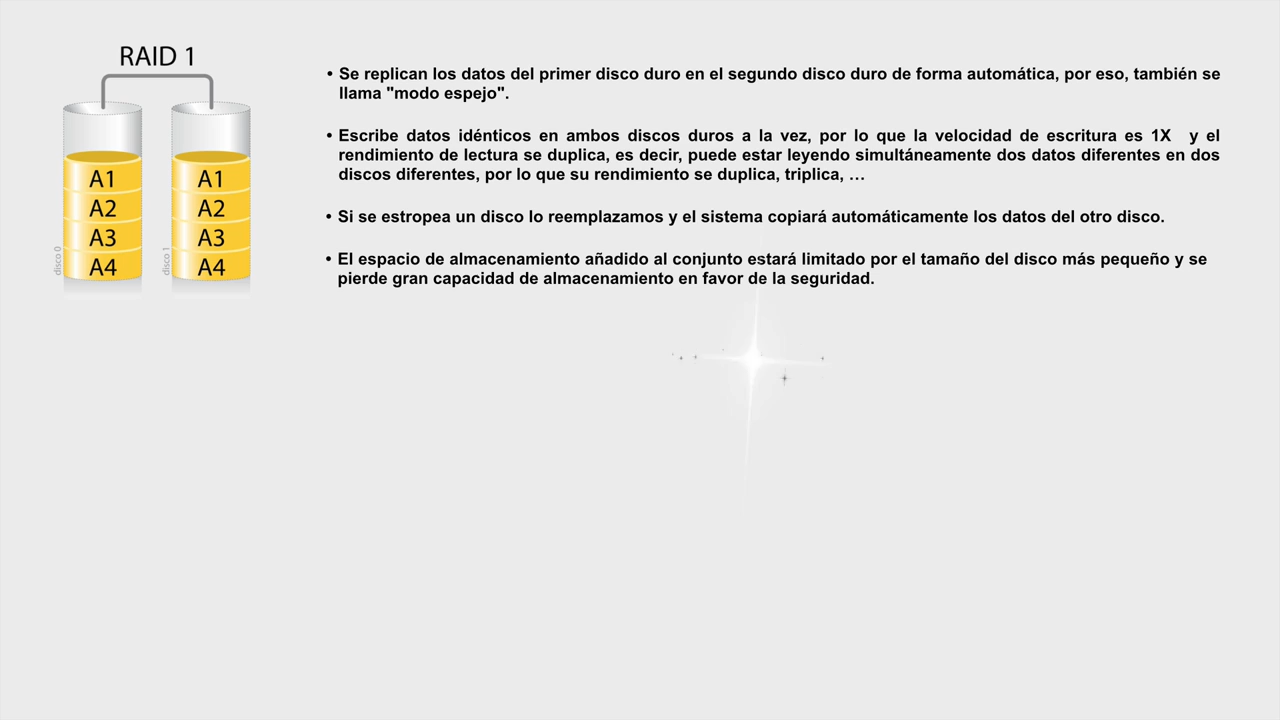 RAID 1
A1
A2
A3
A4
disco 0
A1
A2
A3
A4
disco 1
• Se replican los datos del primer disco duro en el segundo disco duro de forma automática, por eso, también se
llama "modo espejo".
• Escribe datos idénticos en ambos discos duros a la vez, por lo que la velocidad de escritura es 1X y el
rendimiento de lectura se duplica, es decir, puede estar leyendo simultáneamente dos datos diferentes en dos
discos diferentes, por lo que su rendimiento se duplica, triplica, …
• Si se estropea un disco lo reemplazamos y el sistema copiará automáticamente los datos del otro disco.
• El espacio de almacenamiento añadido al conjunto estará limitado por el tamaño del disco más pequeño y se
pierde gran capacidad de almacenamiento en favor de la seguridad.